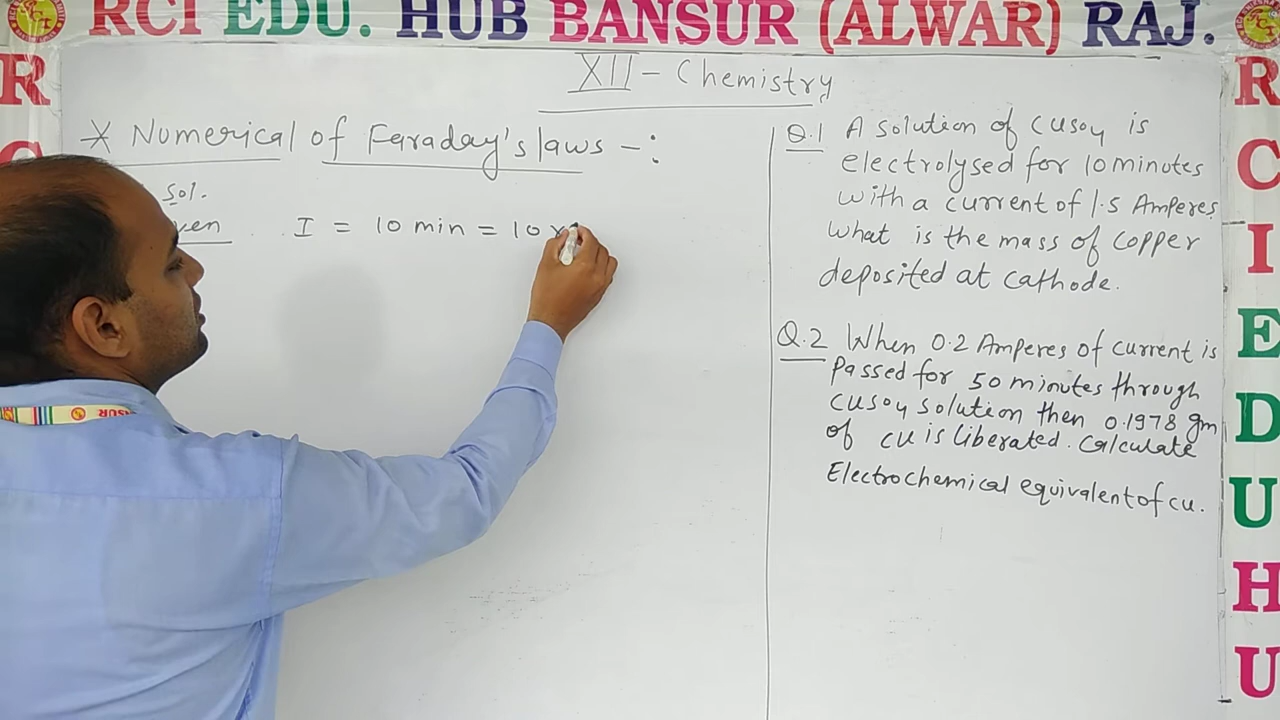 RCI EDU. HUB BANSUR (ALWAR) RAJ.
XII - Chemistry
* Numerical of Faraday's laws -:
Sol.
I = 10 min = 10 x
Q.1 A solution of CUSO4 is
electrolysed for 10 minutes
with a current of 1.5 Amperes
what is the mass of copper
deposited at cathode.
Q.2 When 0.2 Amperes of current is
passed for 50 minutes through
CUSO4 solution then 0.1978 gm
of CU is liberated. Calculate
Electrochemical equivalent of CU.
R
C
R
C
I
E
D
U
H
U